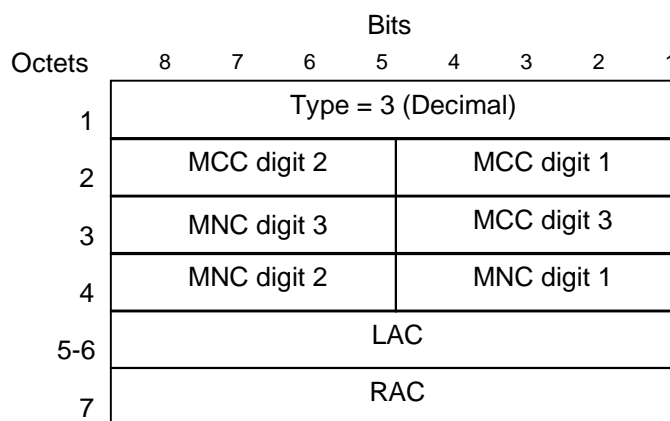 Bits
Octets 8 7 6 5 4 3 2 1
1 Type = 3 (Decimal)
2 MCC digit 2 MCC digit 1
3 MNC digit 3 MCC digit 3
4 MNC digit 2 MNC digit 1
5-6 LAC
7 RAC